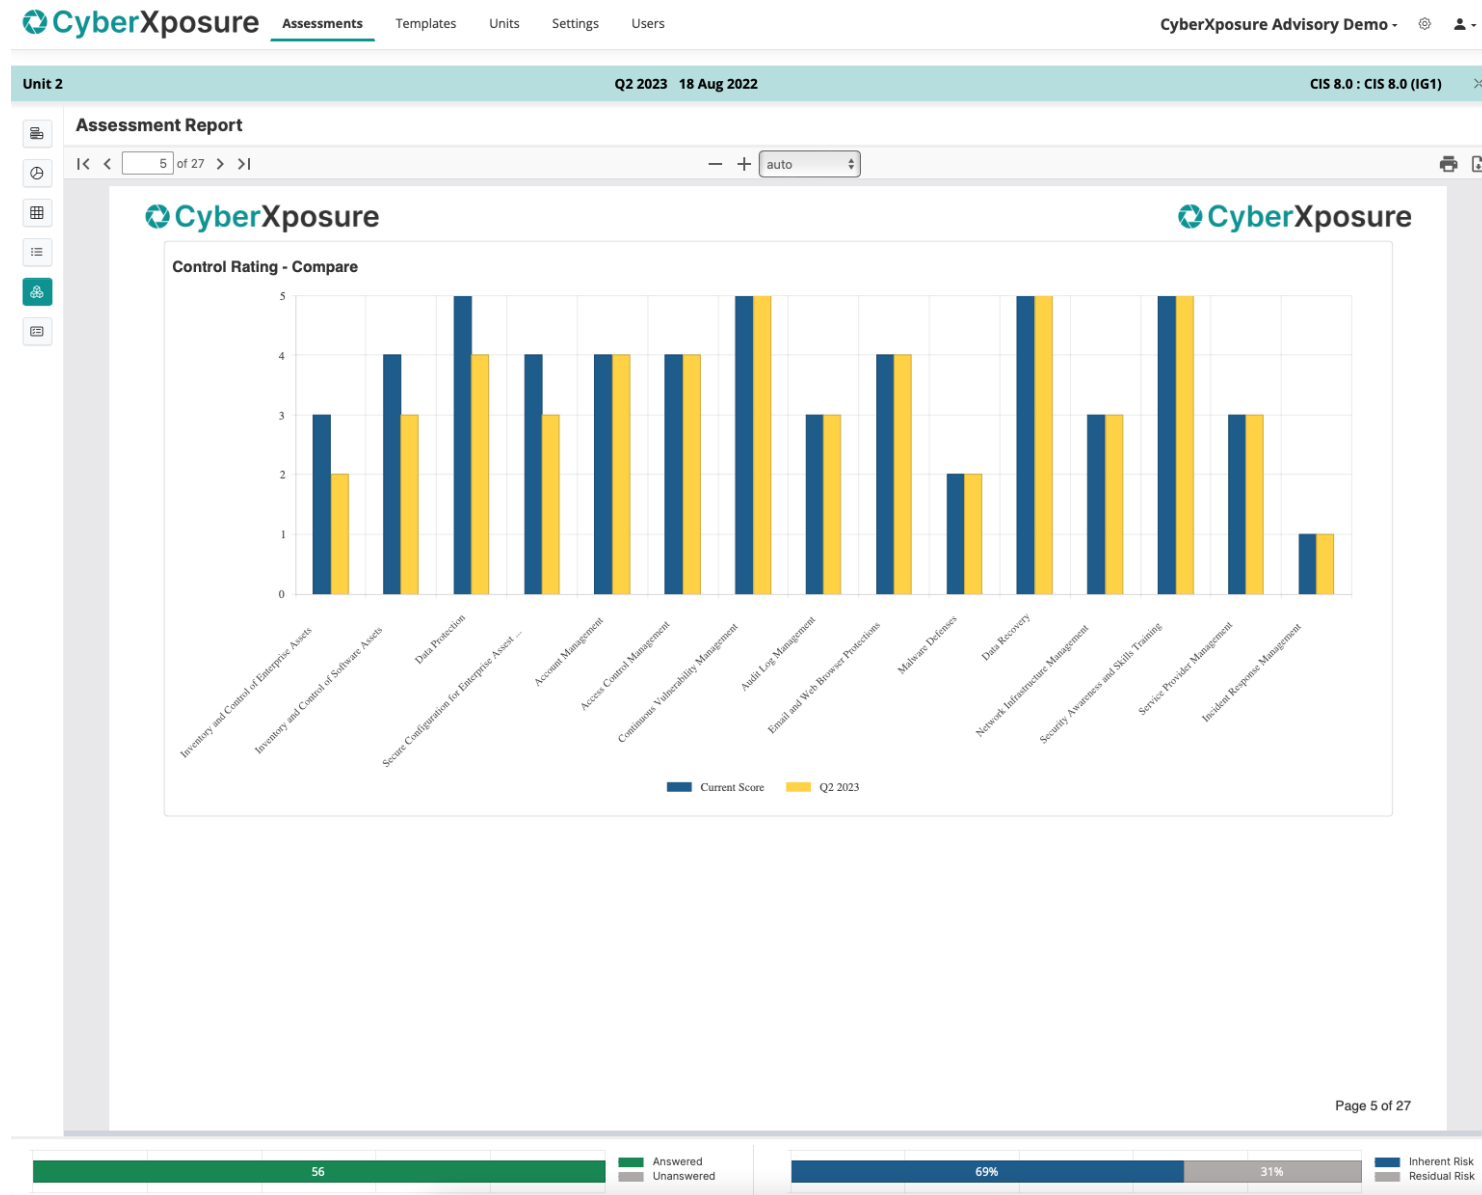 CyberXposure Assessments Templates Units Settings Users CyberXposure Advisory Demo
Unit 2 Q2 2023 18 Aug 2022 CIS 8.0 : CIS 8.0 (IG1)
Assessment Report
5 of 27 auto
CyberXposure CyberXposure
Control Rating - Compare
5
4
3
2
1
0
Inventory and Control of Enterprise Assets
Inventory and Control of Software Assets
Data Protection
Secure Configuration for Enterprise Assest ...
Account Management
Access Control Management
Continuous Vulnerability Management
Audit Log Management
Email and Web Browser Protections
Malware Defenses
Data Recovery
Network Infrastructure Management
Security Awareness and Skills Training
Service Provider Management
Incident Response Management
Current Score Q2 2023
Page 5 of 27
56 Answered
Unanswered
69% 31% Inherent Risk
Residual Risk